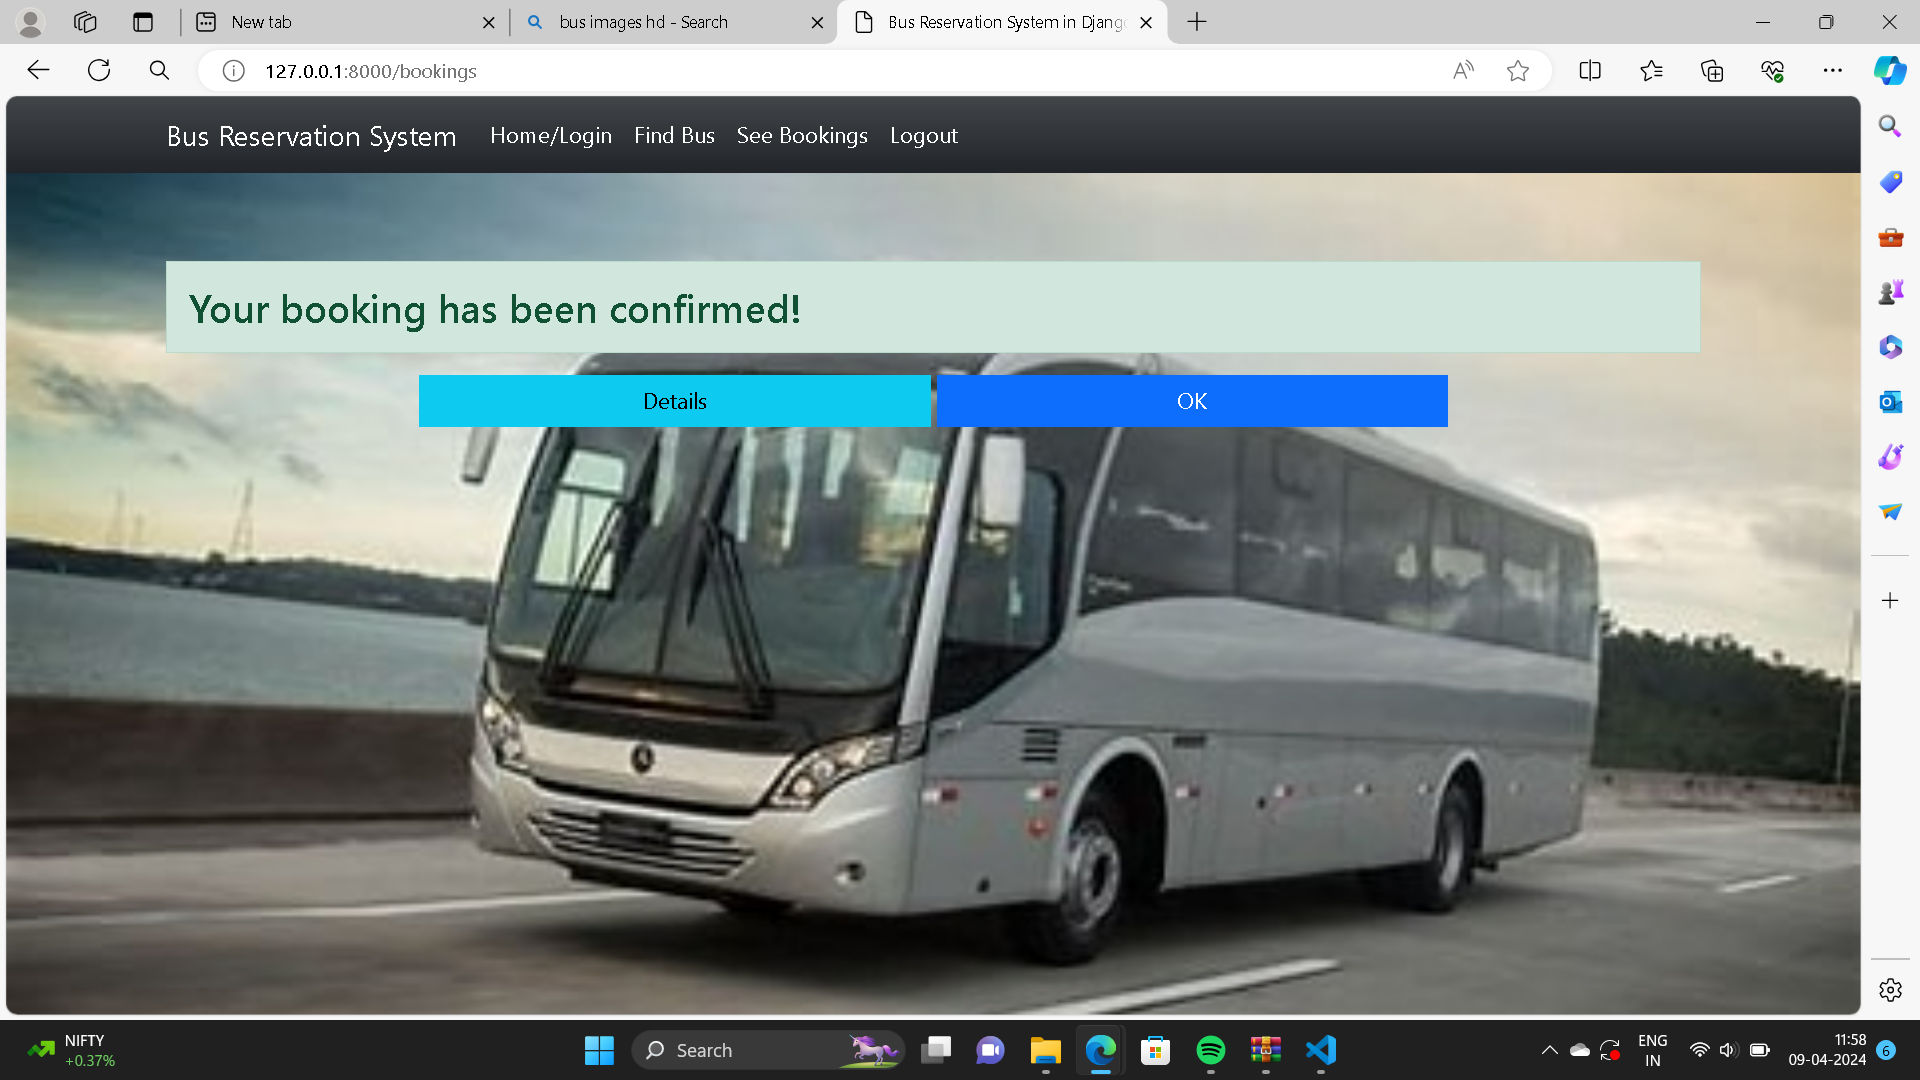 New tab
bus images hd - Search
Bus Reservation System in Djang
127.0.0.1:8000/bookings
Bus Reservation System Home/Login Find Bus See Bookings Logout
Your booking has been confirmed!
Details OK
NIFTY
+0.37%
Search
ENG
IN
11:58
09-04-2024
6